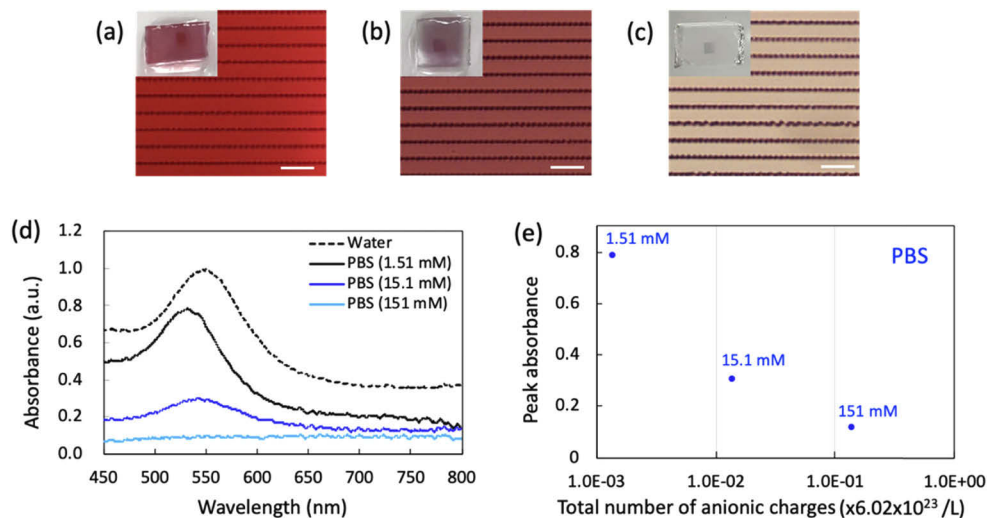 (a)
(b)
(c)
(d)
1.2
1.0
0.8
0.6
0.4
0.2
0.0
Absorbance (a.u.)
Water
PBS (1.51 mM)
PBS (15.1 mM)
PBS (151 mM)
450 500 550 600 650 700 750 800
Wavelength (nm)
(e)
0.8
0.6
0.4
0.2
0
Peak absorbance
1.51 mM
PBS
15.1 mM
151 mM
1.0E-03 1.0E-02 1.0E-01 1.0E+00
Total number of anionic charges (x6.02x10²³ /L)